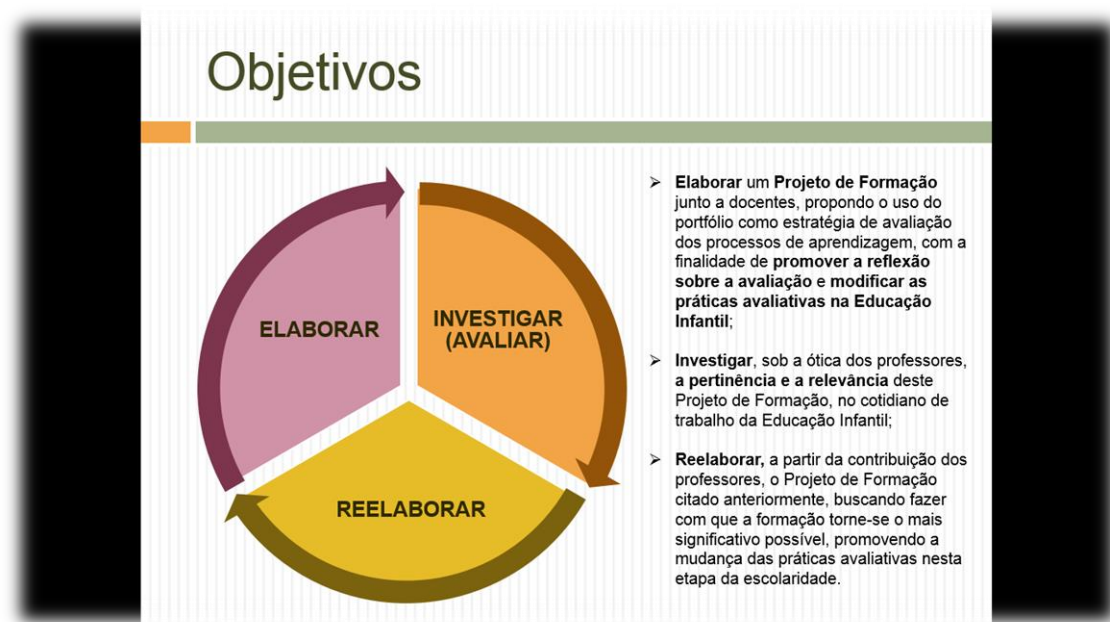 Objetivos
ELABORAR
INVESTIGAR
(AVALIAR)
REELABORAR
➢ Elaborar um Projeto de Formação
junto a docentes, propondo o uso do
portfólio como estratégia de avaliação
dos processos de aprendizagem, com a
finalidade de promover a reflexão
sobre a avaliação e modificar as
práticas avaliativas na Educação
Infantil;
➢ Investigar, sob a ótica dos professores,
a pertinência e a relevância deste
Projeto de Formação, no cotidiano de
trabalho da Educação Infantil;
➢ Reelaborar, a partir da contribuição dos
professores, o Projeto de Formação
citado anteriormente, buscando fazer
com que a formação torne-se o mais
significativo possível, promovendo a
mudança das práticas avaliativas nesta
etapa da escolaridade.